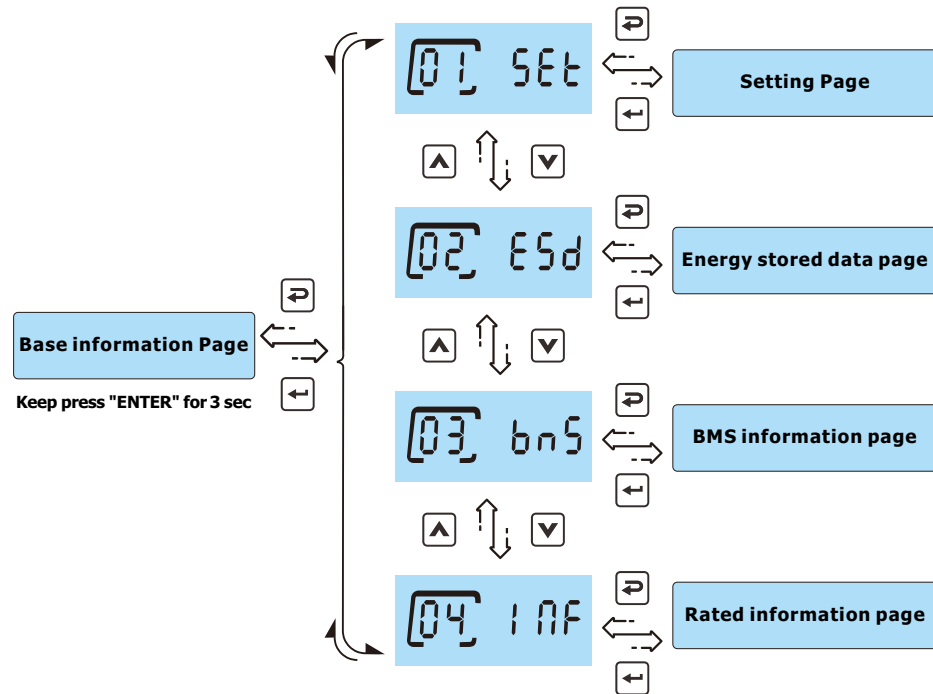 01 SEt
Setting Page
02 ESd
Energy stored data page
Base information Page
Keep press "ENTER" for 3 sec
03 bnS
BMS information page
04 INF
Rated information page